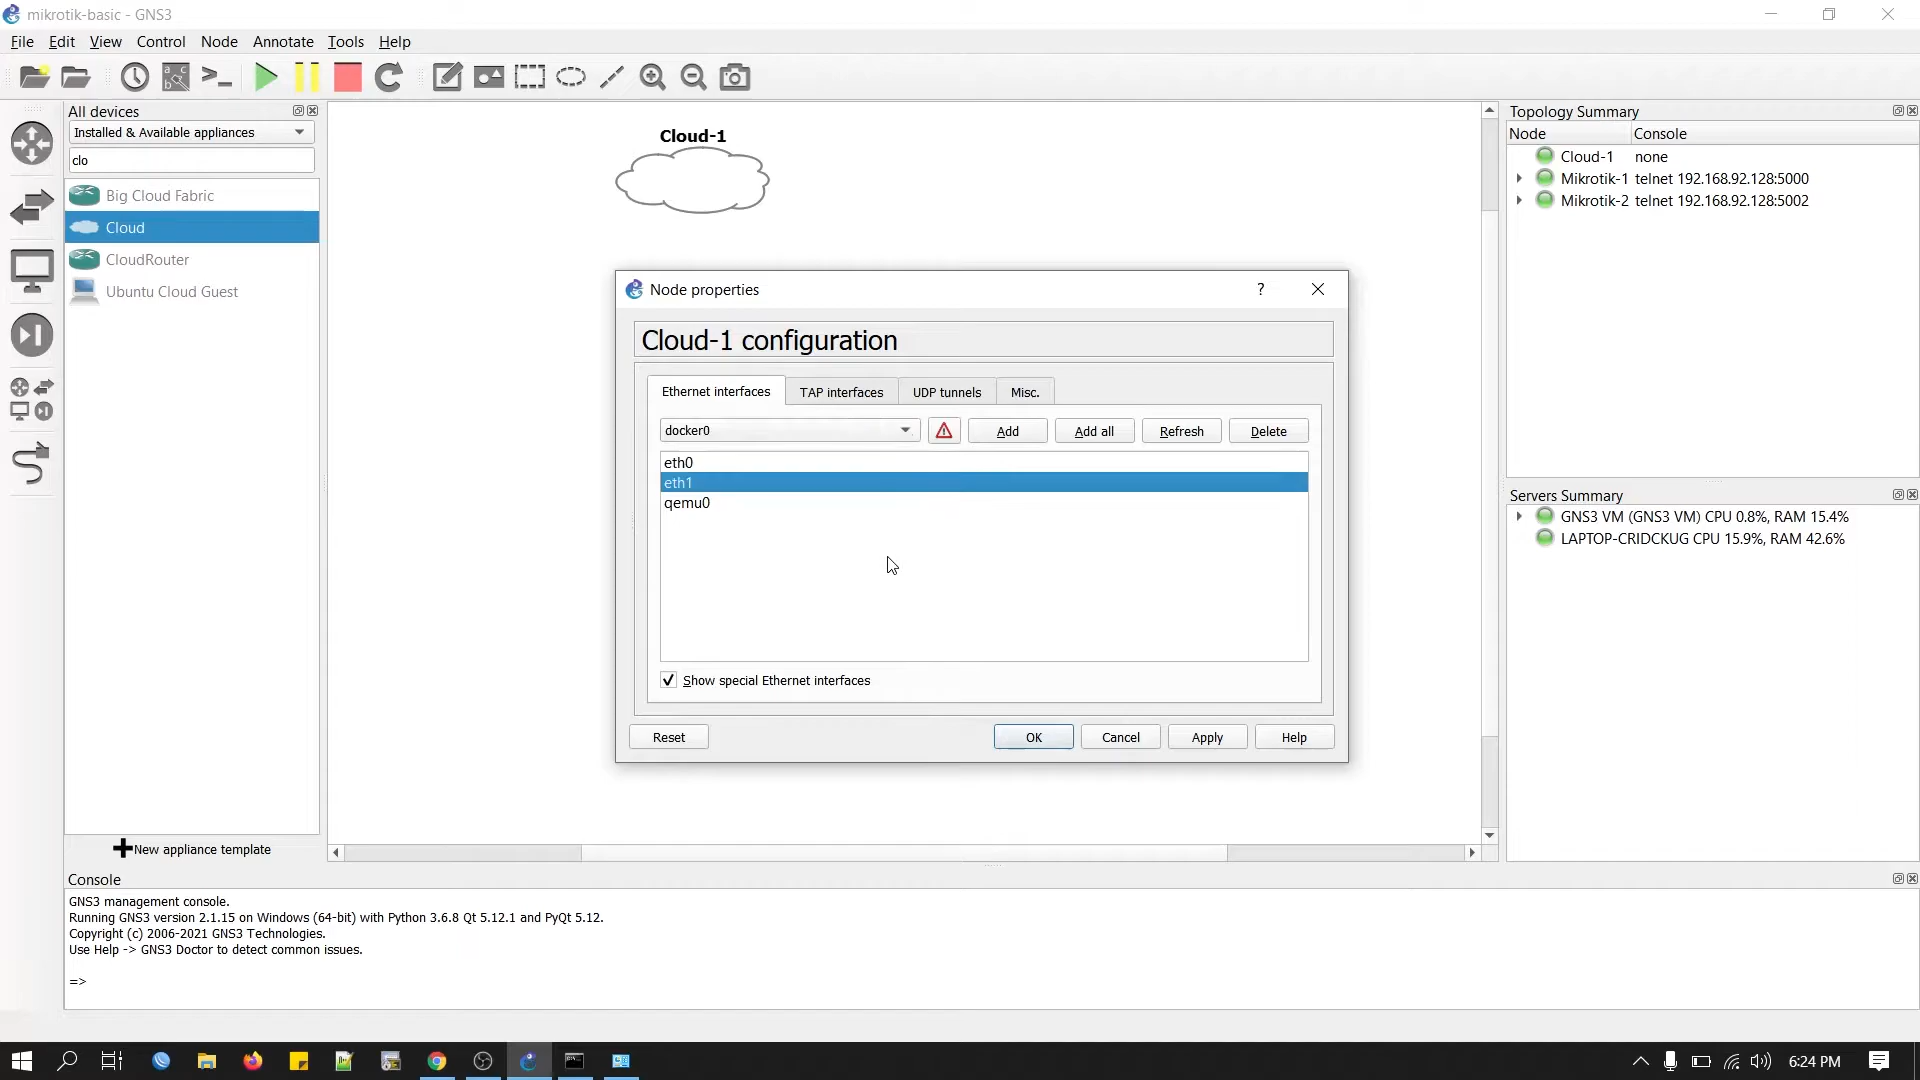 mikrotik-basic - GNS3
File Edit View Control Node Annotate Tools Help
All devices
Installed & Available appliances
clo
Big Cloud Fabric
Cloud
CloudRouter
Ubuntu Cloud Guest
New appliance template
Cloud-1
Node properties
?
Cloud-1 configuration
Ethernet interfaces TAP interfaces UDP tunnels Misc.
docker0 Add Add all Refresh Delete
eth0
eth1
qemu0
Show special Ethernet interfaces
Reset OK Cancel Apply Help
Topology Summary
Node Console
Cloud-1 none
Mikrotik-1 telnet 192.168.92.128:5000
Mikrotik-2 telnet 192.168.92.128:5002
Servers Summary
GNS3 VM (GNS3 VM) CPU 0.8%, RAM 15.4%
LAPTOP-CRIDCKUG CPU 15.9%, RAM 42.6%
Console
GNS3 management console.
Running GNS3 version 2.1.15 on Windows (64-bit) with Python 3.6.8 Qt 5.12.1 and PyQt 5.12.
Copyright (c) 2006-2021 GNS3 Technologies.
Use Help -> GNS3 Doctor to detect common issues.
=>
6:24 PM